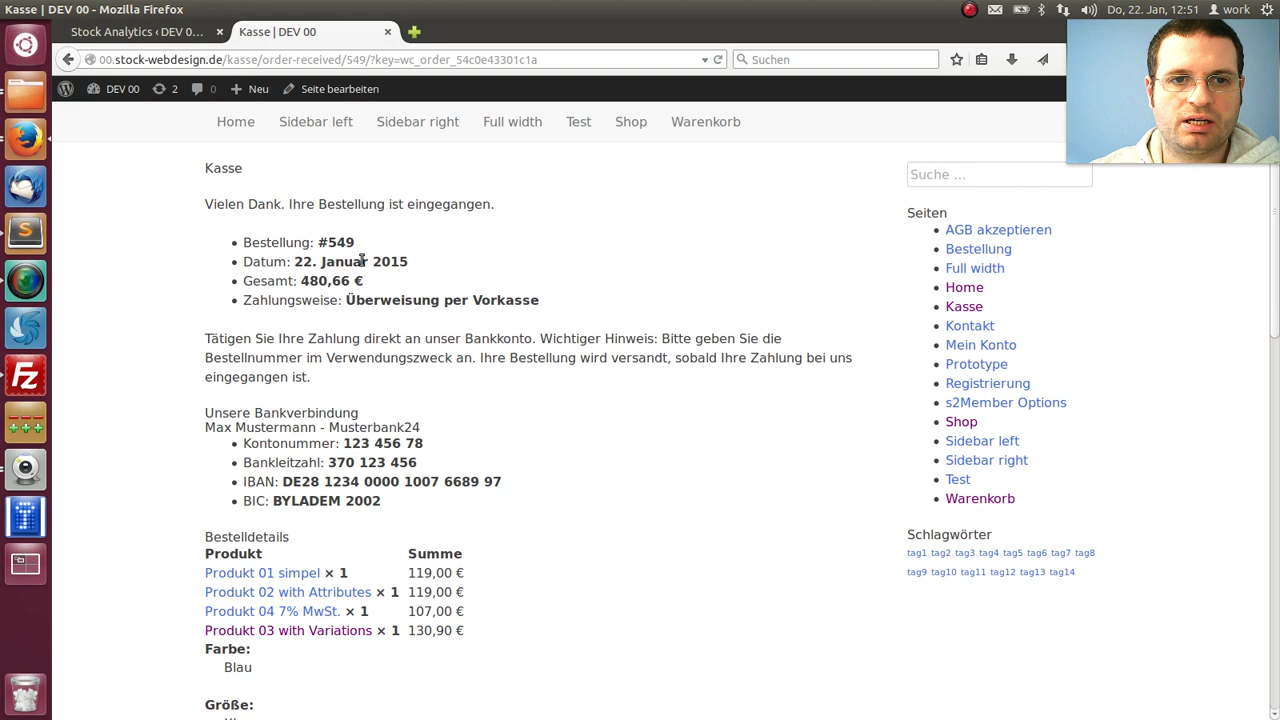 Kasse | DEV 00 - Mozilla Firefox
Do, 22. Jan, 12:51 work
Stock Analytics ‹ DEV 0... × Kasse | DEV 00 ×
00.stock-webdesign.de/kasse/order-received/549/?key=wc_order_54c0e43301c1a Suchen
DEV 00 2 0 Neu Seite bearbeiten
Home Sidebar left Sidebar right Full width Test Shop Warenkorb
Kasse
Vielen Dank. Ihre Bestellung ist eingegangen.
Bestellung: #549
Datum: 22. Januar 2015
Gesamt: 480,66 €
Zahlungsweise: Überweisung per Vorkasse
Tätigen Sie Ihre Zahlung direkt an unser Bankkonto. Wichtiger Hinweis: Bitte geben Sie die
Bestellnummer im Verwendungszweck an. Ihre Bestellung wird versandt, sobald Ihre Zahlung bei uns
eingegangen ist.
Unsere Bankverbindung
Max Mustermann - Musterbank24
Kontonummer: 123 456 78
Bankleitzahl: 370 123 456
IBAN: DE28 1234 0000 1007 6689 97
BIC: BYLADEM 2002
Bestelldetails
Produkt Summe
Produkt 01 simpel × 1 119,00 €
Produkt 02 with Attributes × 1 119,00 €
Produkt 04 7% MwSt. × 1 107,00 €
Produkt 03 with Variations × 1 130,90 €
Farbe:
Blau
Größe:
Suche ...
Seiten
AGB akzeptieren
Bestellung
Full width
Home
Kasse
Kontakt
Mein Konto
Prototype
Registrierung
s2Member Options
Shop
Sidebar left
Sidebar right
Test
Warenkorb
Schlagwörter
tag1 tag2 tag3 tag4 tag5 tag6 tag7 tag8
tag9 tag10 tag11 tag12 tag13 tag14
S
Fz
T